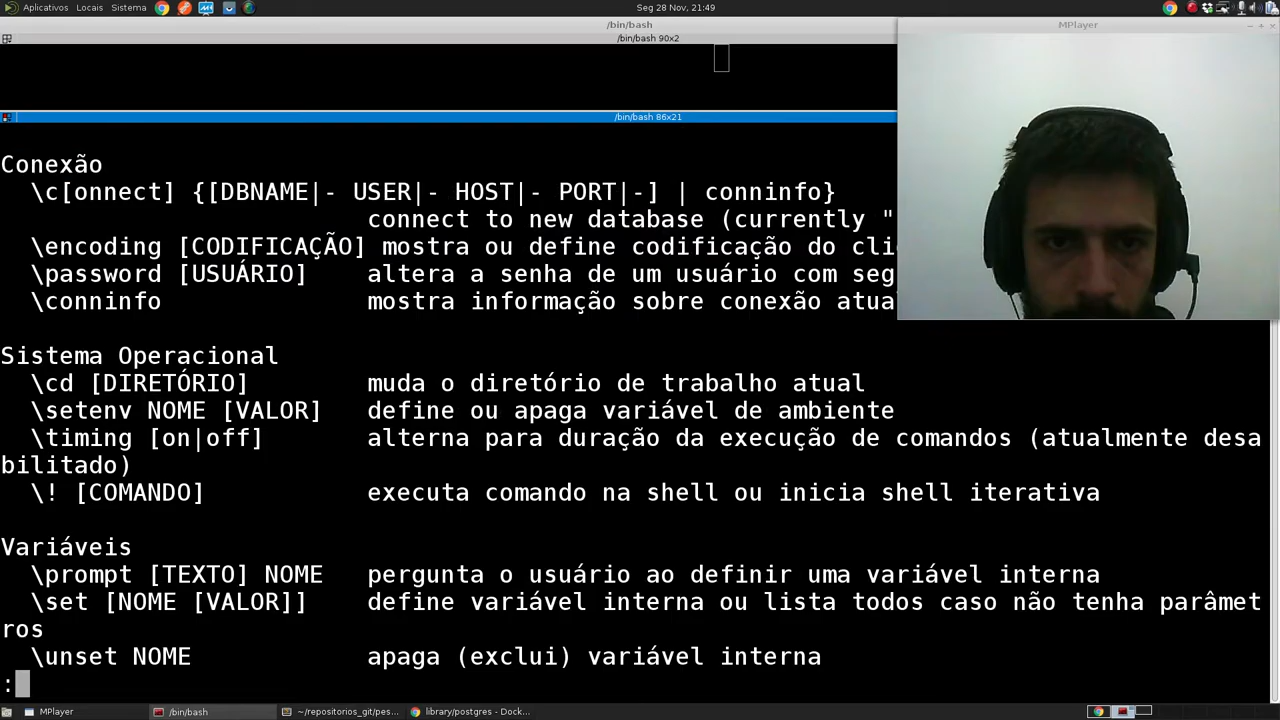 Aplicativos Locais Sistema
Seg 28 Nov, 21:49
/bin/bash
MPlayer
/bin/bash 90x2
/bin/bash 86x21
Conexão
\c[onnect] {[DBNAME|- USER|- HOST|- PORT|-] | conninfo}
connect to new database (currently "
\encoding [CODIFICAÇÃO] mostra ou define codificação do cli
\password [USUÁRIO] altera a senha de um usuário com seg
\conninfo mostra informação sobre conexão atua
Sistema Operacional
\cd [DIRETÓRIO] muda o diretório de trabalho atual
\setenv NOME [VALOR] define ou apaga variável de ambiente
\timing [on|off] alterna para duração da execução de comandos (atualmente desa
bilitado)
\! [COMANDO] executa comando na shell ou inicia shell iterativa
Variáveis
\prompt [TEXTO] NOME pergunta o usuário ao definir uma variável interna
\set [NOME [VALOR]] define variável interna ou lista todos caso não tenha parâmet
ros
\unset NOME apaga (exclui) variável interna
:
MPlayer /bin/bash ~/repositorios_git/pes... library/postgres - Dock...